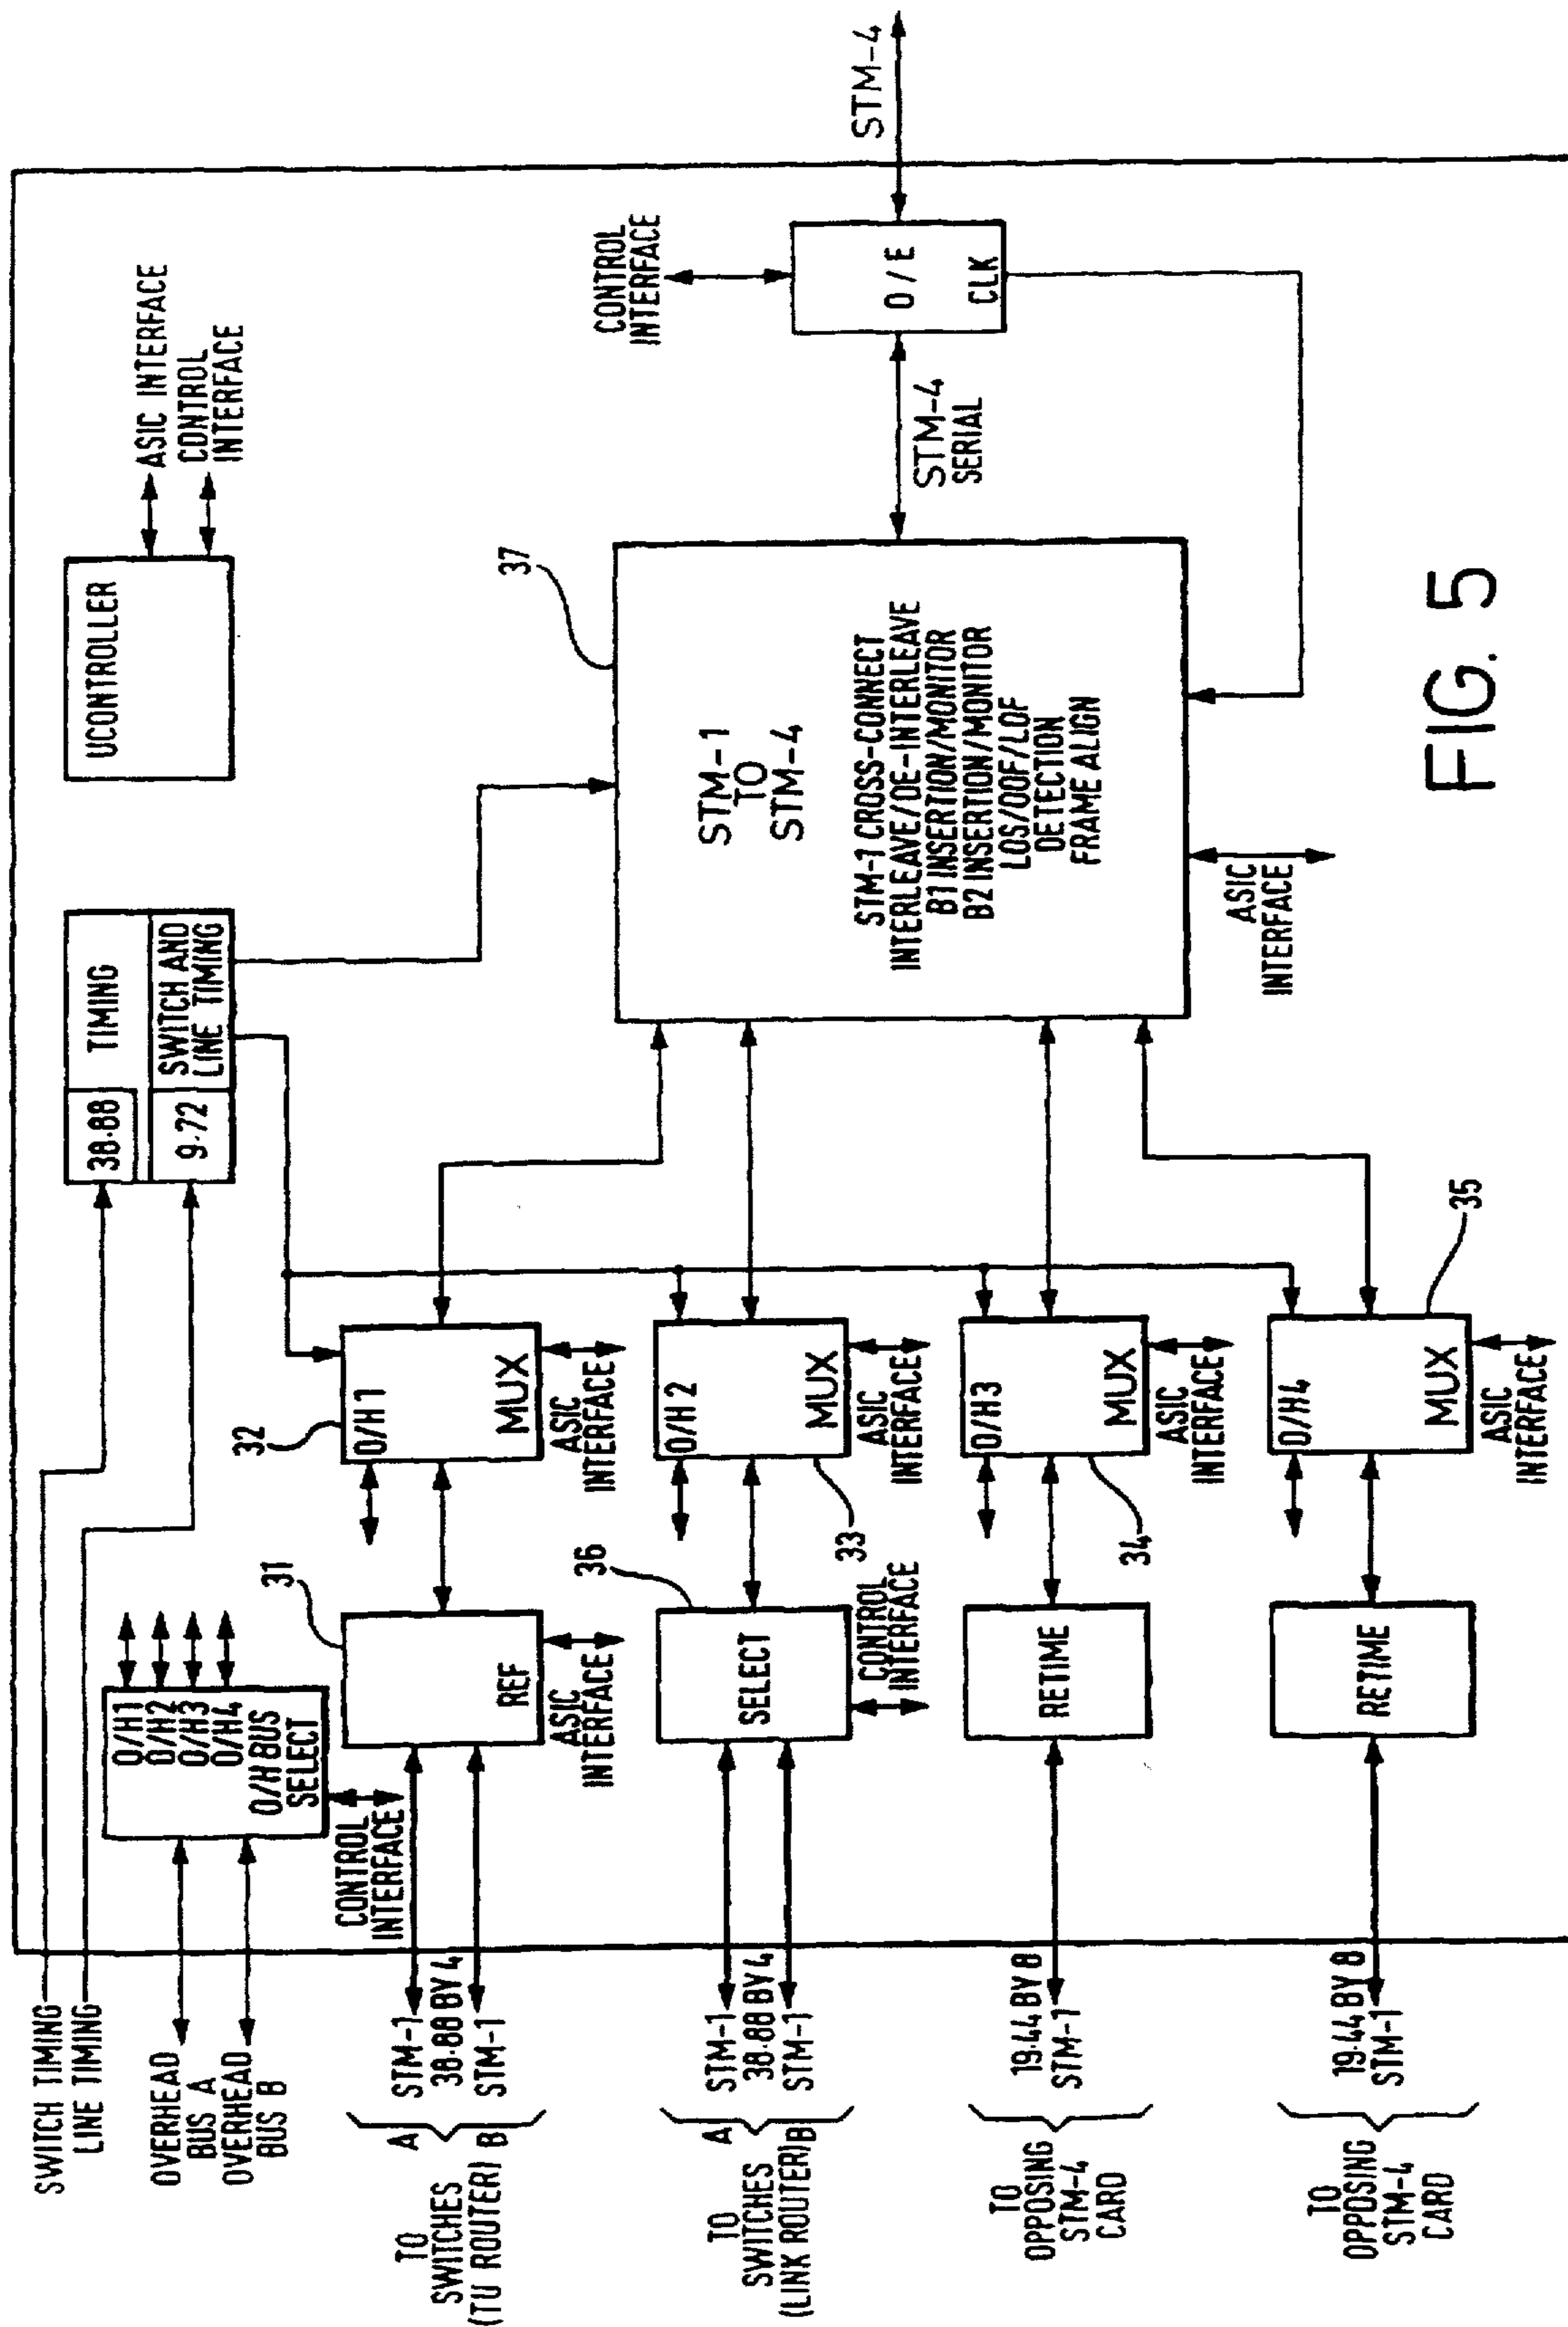 SWITCH TIMING
LINE TIMING
OVERHEAD
BUS A
OVERHEAD
BUS B
38·88
TIMING
9·72
SWITCH AND
LINE TIMING
UCONTROLLER
ASIC INTERFACE
CONTROL
INTERFACE
O/H1
O/H2
O/H3
O/H4
O/H BUS
SELECT
CONTROL
INTERFACE
TO
SWITCHES
(TU ROUTER)
A
B
STM-1
38·88 BY 4
STM-1
31
REF
ASIC
INTERFACE
32
O/H1
MUX
ASIC
INTERFACE
TO
SWITCHES
(LINK ROUTER)
A
B
STM-1
38·88 BY 4
STM-1
36
SELECT
CONTROL
INTERFACE
33
O/H2
MUX
ASIC
INTERFACE
TO
OPPOSING
STM-4
CARD
19·44 BY 8
STM-1
RETIME
34
O/H3
MUX
ASIC
INTERFACE
TO
OPPOSING
STM-4
CARD
19·44 BY 8
STM-1
RETIME
35
O/H4
MUX
ASIC
INTERFACE
37
STM-1
TO
STM-4
STM-1 CROSS-CONNECT
INTERLEAVE/DE-INTERLEAVE
B1 INSERTION/MONITOR
B2 INSERTION/MONITOR
LOS/OOF/LOF
DETECTION
FRAME ALIGN
ASIC
INTERFACE
STM-4
SERIAL
CONTROL
INTERFACE
O/E
CLK
STM-4
FIG. 5